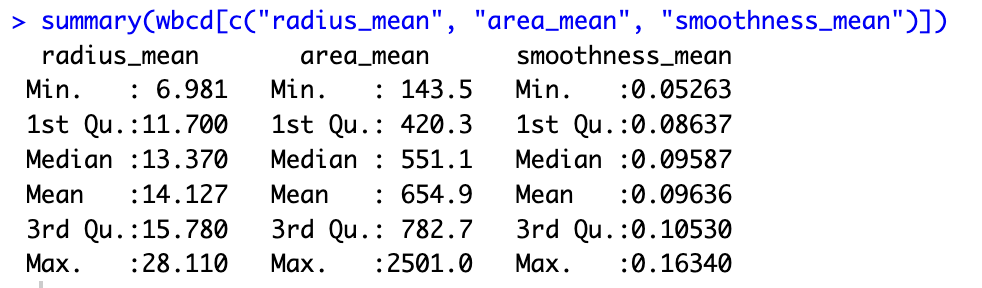 > summary(wbcd[c("radius_mean", "area_mean", "smoothness_mean")])
  radius_mean       area_mean      smoothness_mean
 Min.   : 6.981   Min.   : 143.5   Min.   :0.05263
 1st Qu.:11.700   1st Qu.: 420.3   1st Qu.:0.08637
 Median :13.370   Median : 551.1   Median :0.09587
 Mean   :14.127   Mean   : 654.9   Mean   :0.09636
 3rd Qu.:15.780   3rd Qu.: 782.7   3rd Qu.:0.10530
 Max.   :28.110   Max.   :2501.0   Max.   :0.16340